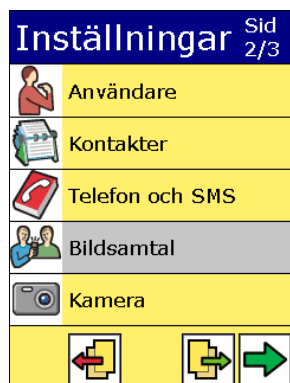 Inställningar Sid
2/3
Användare
Kontakter
Telefon och SMS
Bildsamtal
Kamera